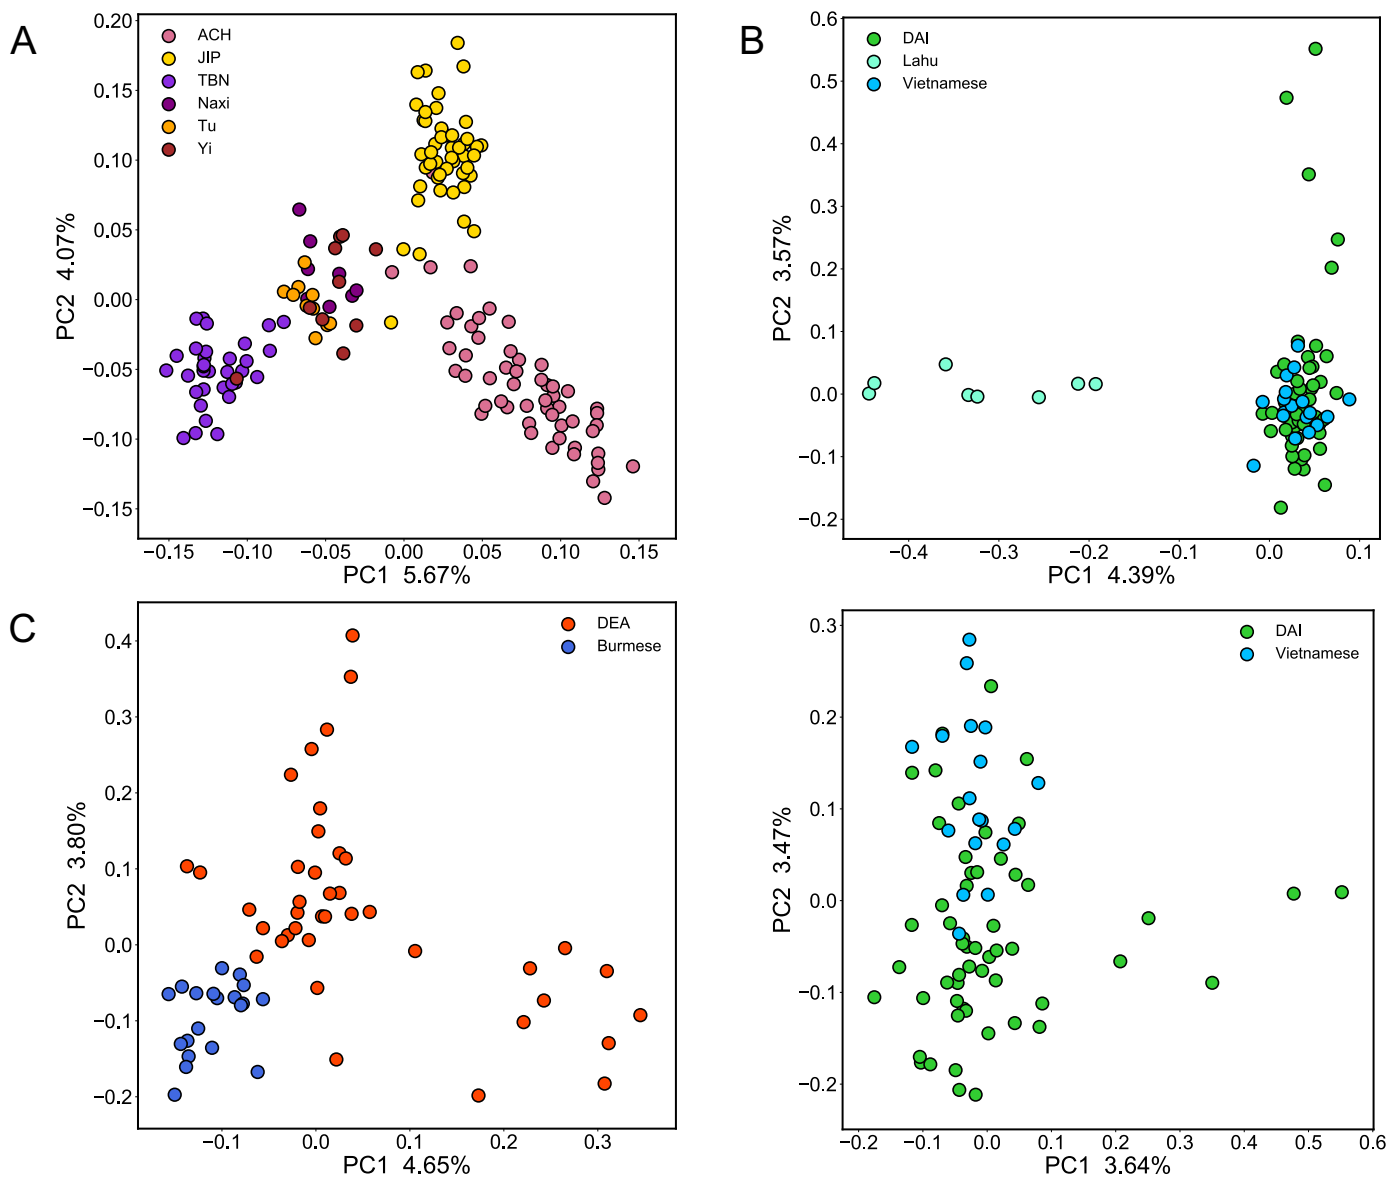 A
ACH
JIP
TBN
Naxi
Tu
Yi
0.20
0.15
0.10
0.05
0.00
−0.05
−0.10
−0.15
PC2 4.07%
−0.15
−0.10
−0.05
0.00
0.05
0.10
0.15
PC1 5.67%
B
DAI
Lahu
Vietnamese
0.6
0.5
0.4
0.3
0.2
0.1
0.0
−0.1
−0.2
PC2 3.57%
−0.4
−0.3
−0.2
−0.1
0.0
0.1
PC1 4.39%
C
DEA
Burmese
0.4
0.3
0.2
0.1
0.0
−0.1
−0.2
PC2 3.80%
−0.1
0.0
0.1
0.2
0.3
PC1 4.65%
DAI
Vietnamese
0.3
0.2
0.1
0.0
−0.1
−0.2
PC2 3.47%
−0.2
−0.1
0.0
0.1
0.2
0.3
0.4
0.5
0.6
PC1 3.64%